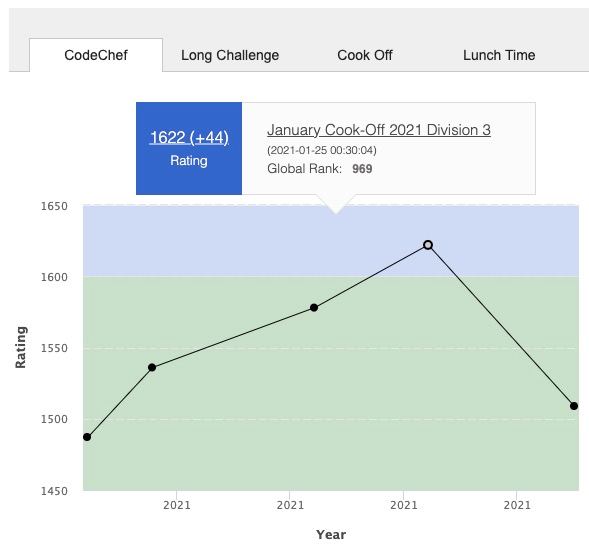 CodeChef Long Challenge Cook Off Lunch Time
1622 (+44)
Rating
January Cook-Off 2021 Division 3
(2021-01-25 00:30:04)
Global Rank: 969
1650
1600
1550
1500
1450
Rating
2021 2021 2021 2021
Year